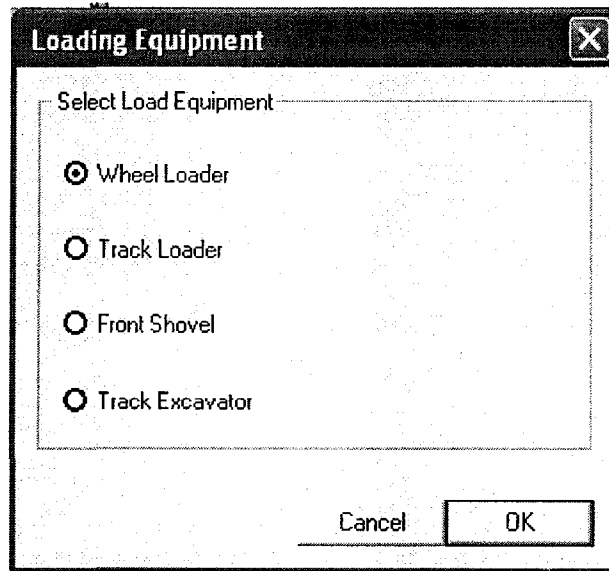 Loading Equipment
Select Load Equipment
Wheel Loader
Track Loader
Front Shovel
Track Excavator
Cancel OK